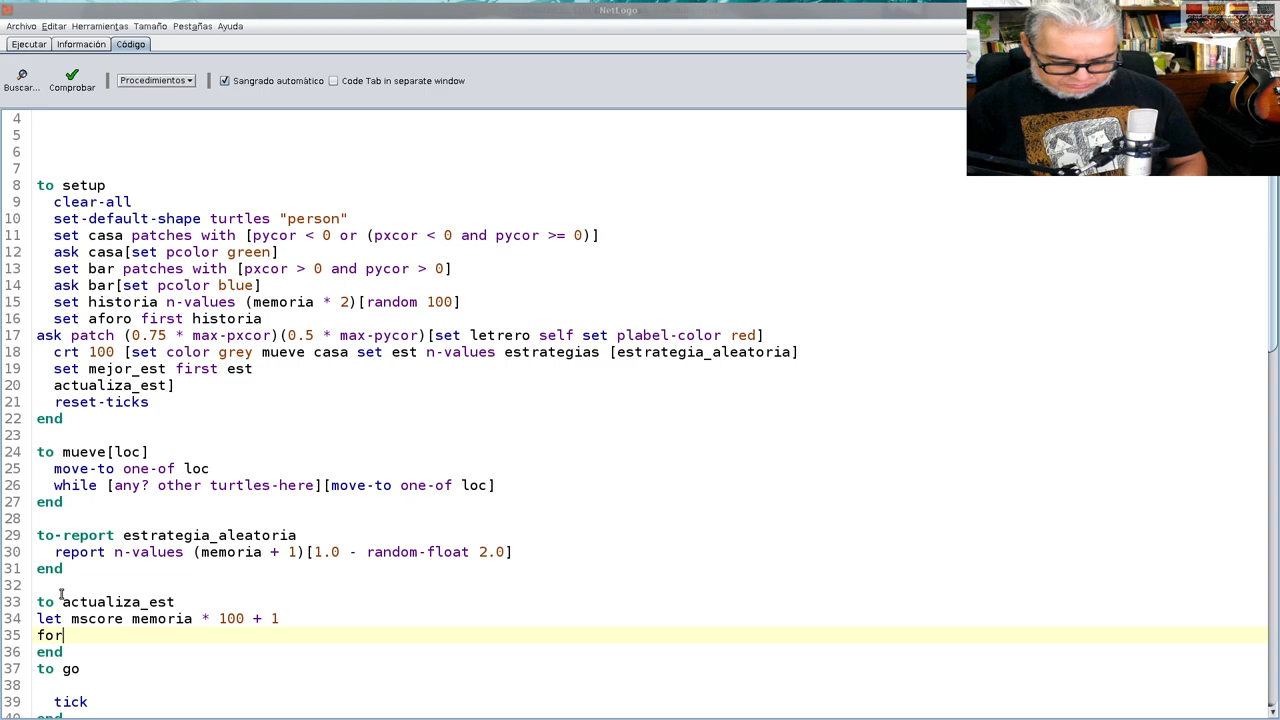 NetLogo
Archivo Editar Herramientas Tamaño Pestañas Ayuda
Ejecutar Información Código
Buscar... Comprobar Procedimientos Sangrado automático Code Tab in separate window
4
5
6
7
8 to setup
9 clear-all
10 set-default-shape turtles "person"
11 set casa patches with [pycor < 0 or (pxcor < 0 and pycor >= 0)]
12 ask casa[set pcolor green]
13 set bar patches with [pxcor > 0 and pycor > 0]
14 ask bar[set pcolor blue]
15 set historia n-values (memoria * 2)[random 100]
16 set aforo first historia
17 ask patch (0.75 * max-pxcor)(0.5 * max-pycor)[set letrero self set plabel-color red]
18 crt 100 [set color grey mueve casa set est n-values estrategias [estrategia_aleatoria]
19 set mejor_est first est
20 actualiza_est]
21 reset-ticks
22 end
23
24 to mueve[loc]
25 move-to one-of loc
26 while [any? other turtles-here][move-to one-of loc]
27 end
28
29 to-report estrategia_aleatoria
30 report n-values (memoria + 1)[1.0 - random-float 2.0]
31 end
32
33 to actualiza_est
34 let mscore memoria * 100 + 1
35 for
36 end
37 to go
38
39 tick
40 end